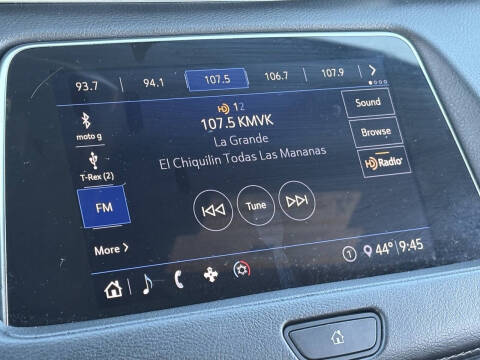 93.7 94.1 107.5 106.7 107.9
HD 1 2
107.5 KMVK
La Grande
El Chiquilin Todas Las Mananas
moto g
T-Rex (2)
FM
More
Tune
Sound
Browse
HD Radio
1 44° 9:45